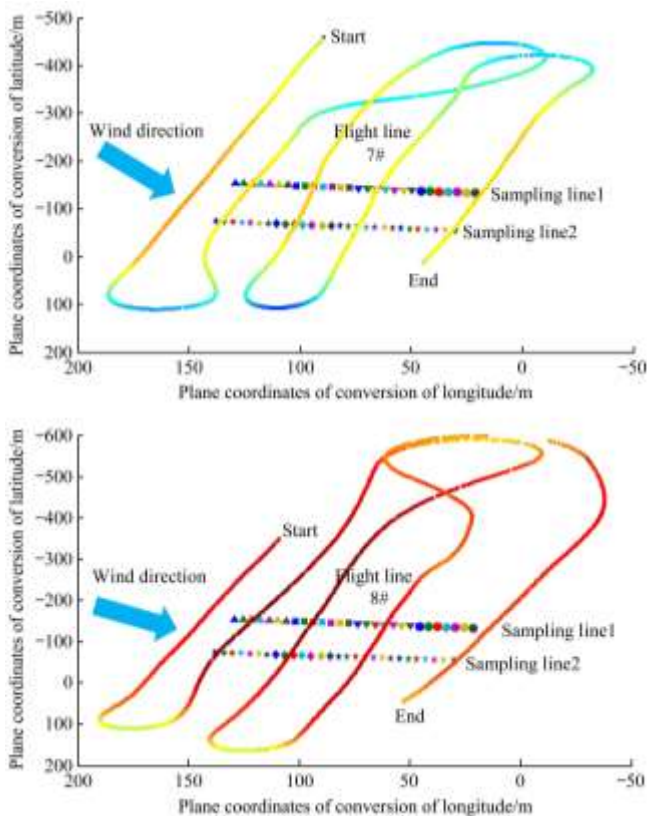 Plane coordinates of conversion of latitude/m
−500
Start
−400
−300
Wind direction
Flight line
7#
−200
Sampling line1
−100
Sampling line2
0
End
100
200
200 150 100 50 0 −50
Plane coordinates of conversion of longitude/m
Plane coordinates of conversion of latitude/m
−600
−500
−400
Start
−300
Wind direction
Flight line
8#
−200
−100
Sampling line1
Sampling line2
0
End
100
200
200 150 100 50 0 −50
Plane coordinates of conversion of longitude/m